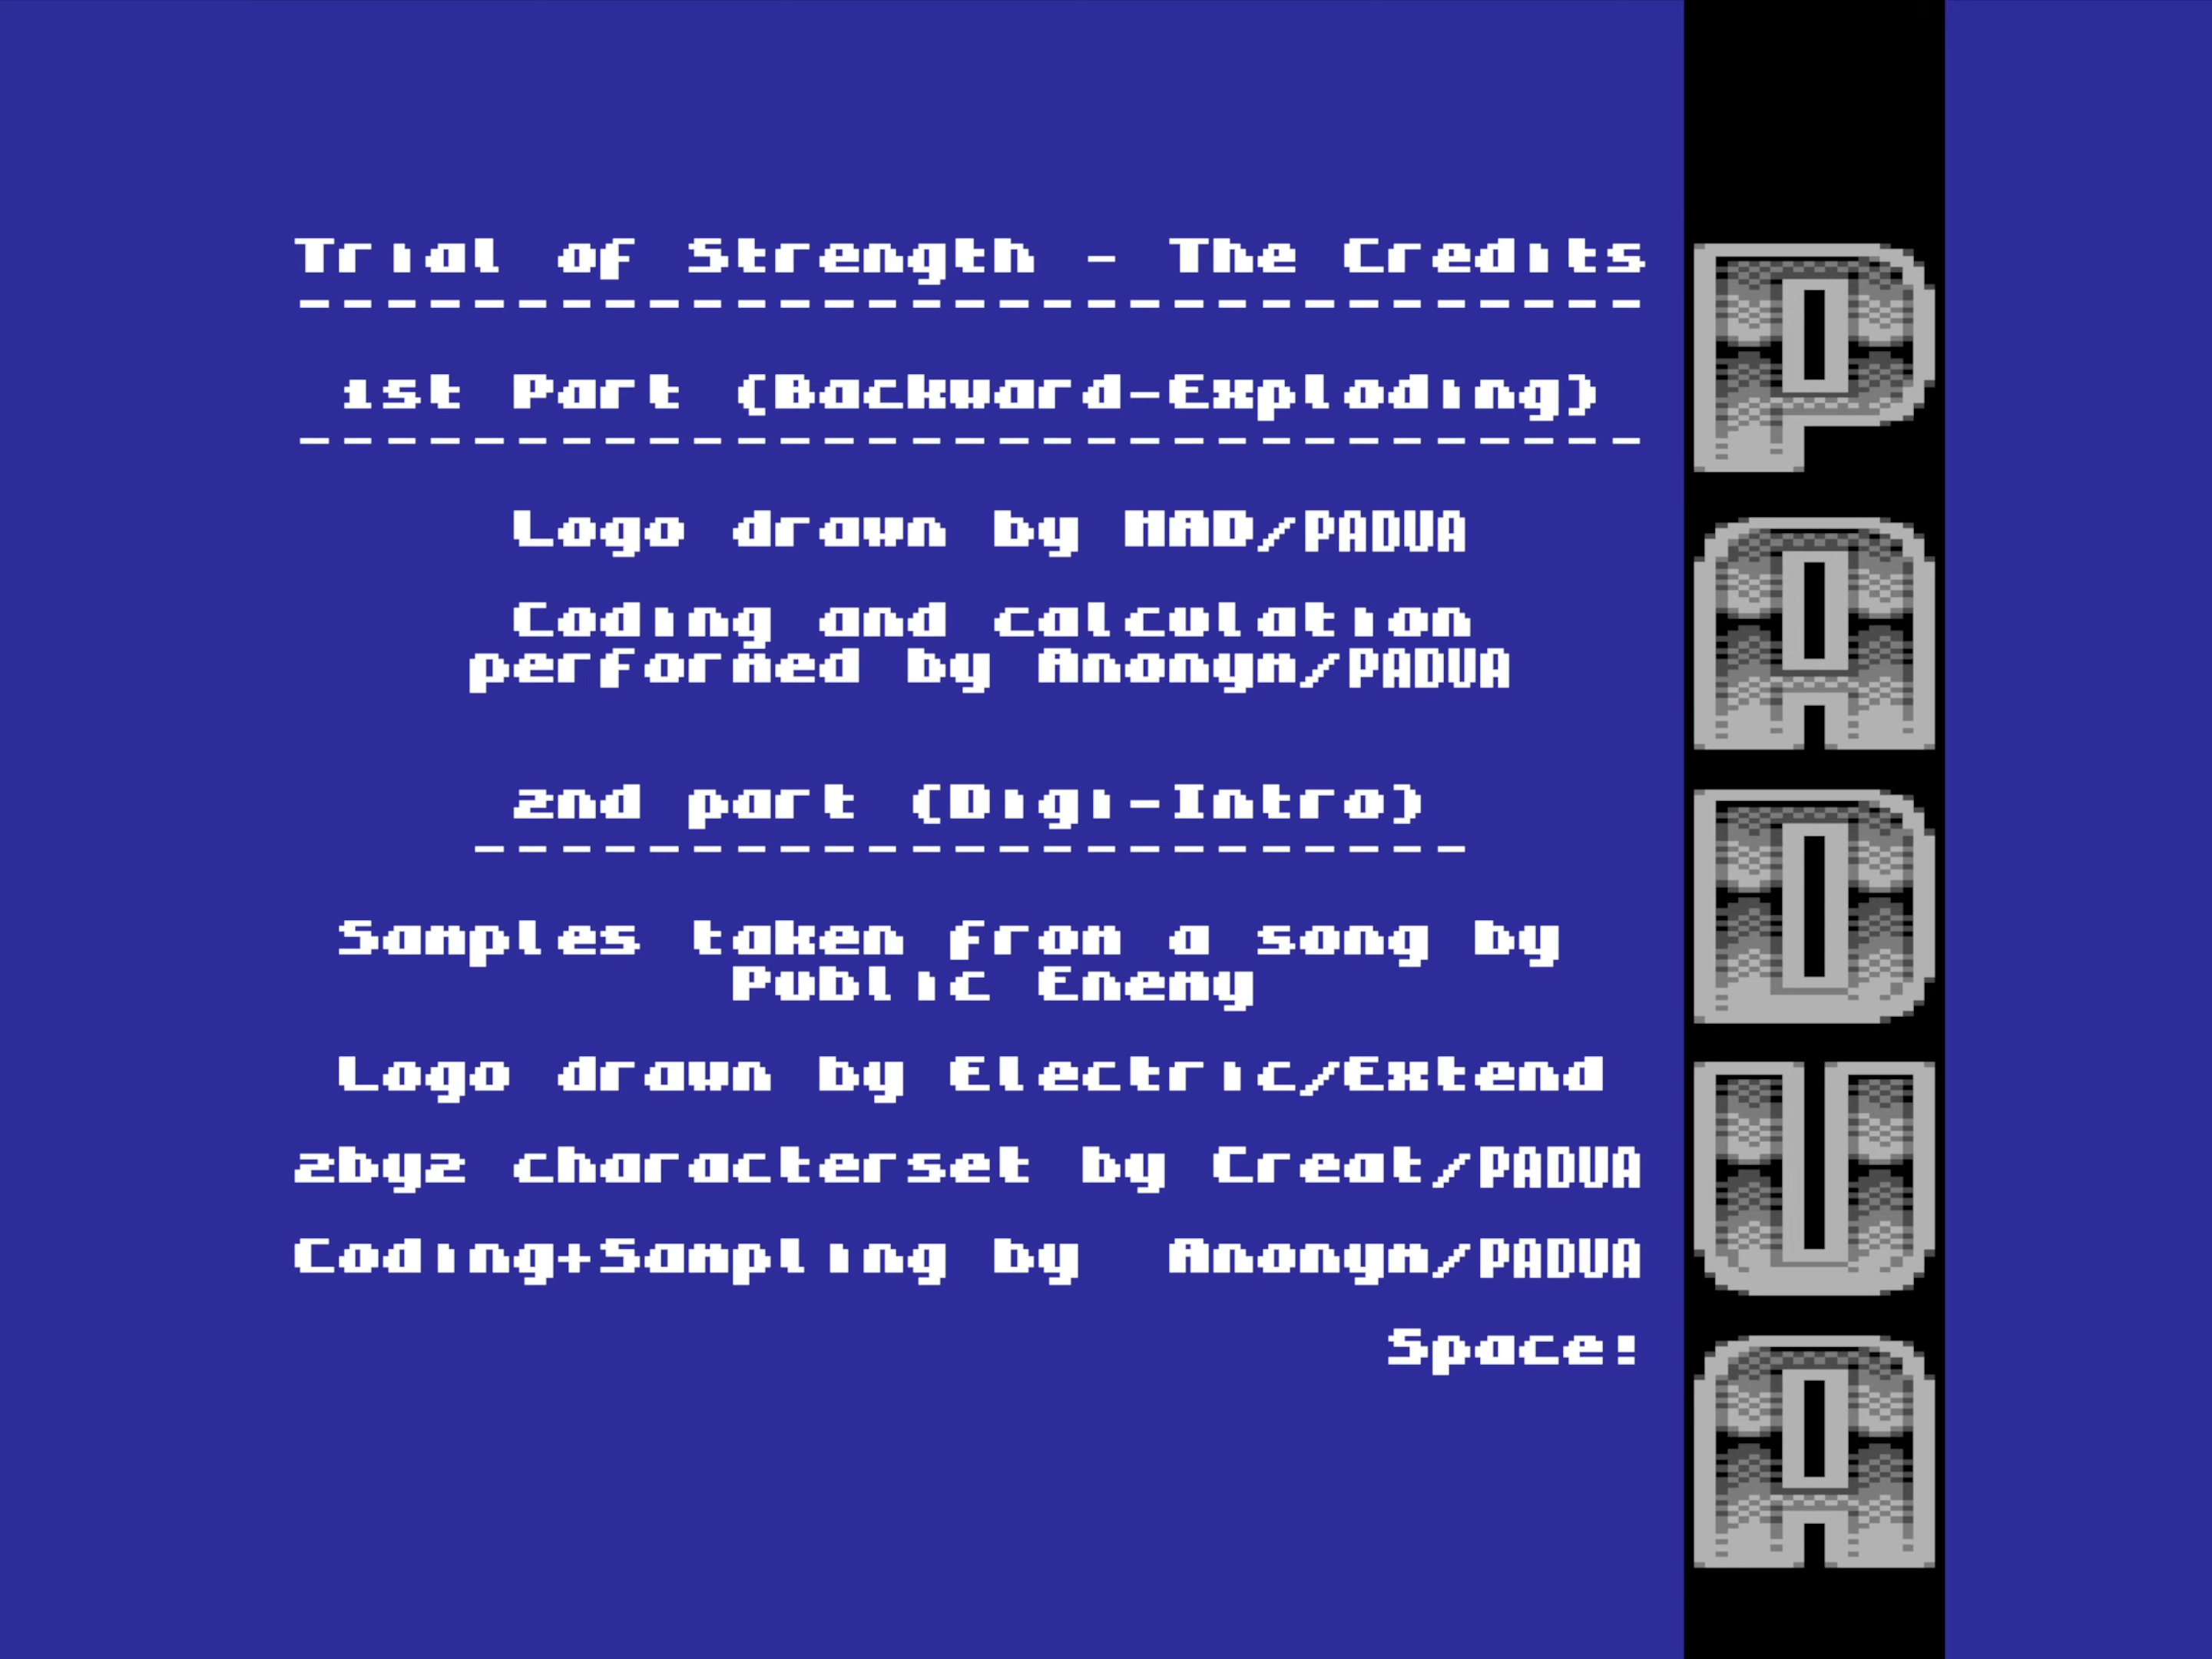 Trial of Strength - The Credits
-------------------------------
1st Part (Backward-Exploding)
-------------------------------
Logo drawn by MAD/PADUA
Coding and calculation
performed by Anonym/PADUA
2nd part (Digi-Intro)
-----------------------
Samples taken from a song by
Public Enemy
Logo drawn by Electric/Extend
2by2 characterset by Creat/PADUA
Coding+Sampling by  Anonym/PADUA
Space!
PADUA